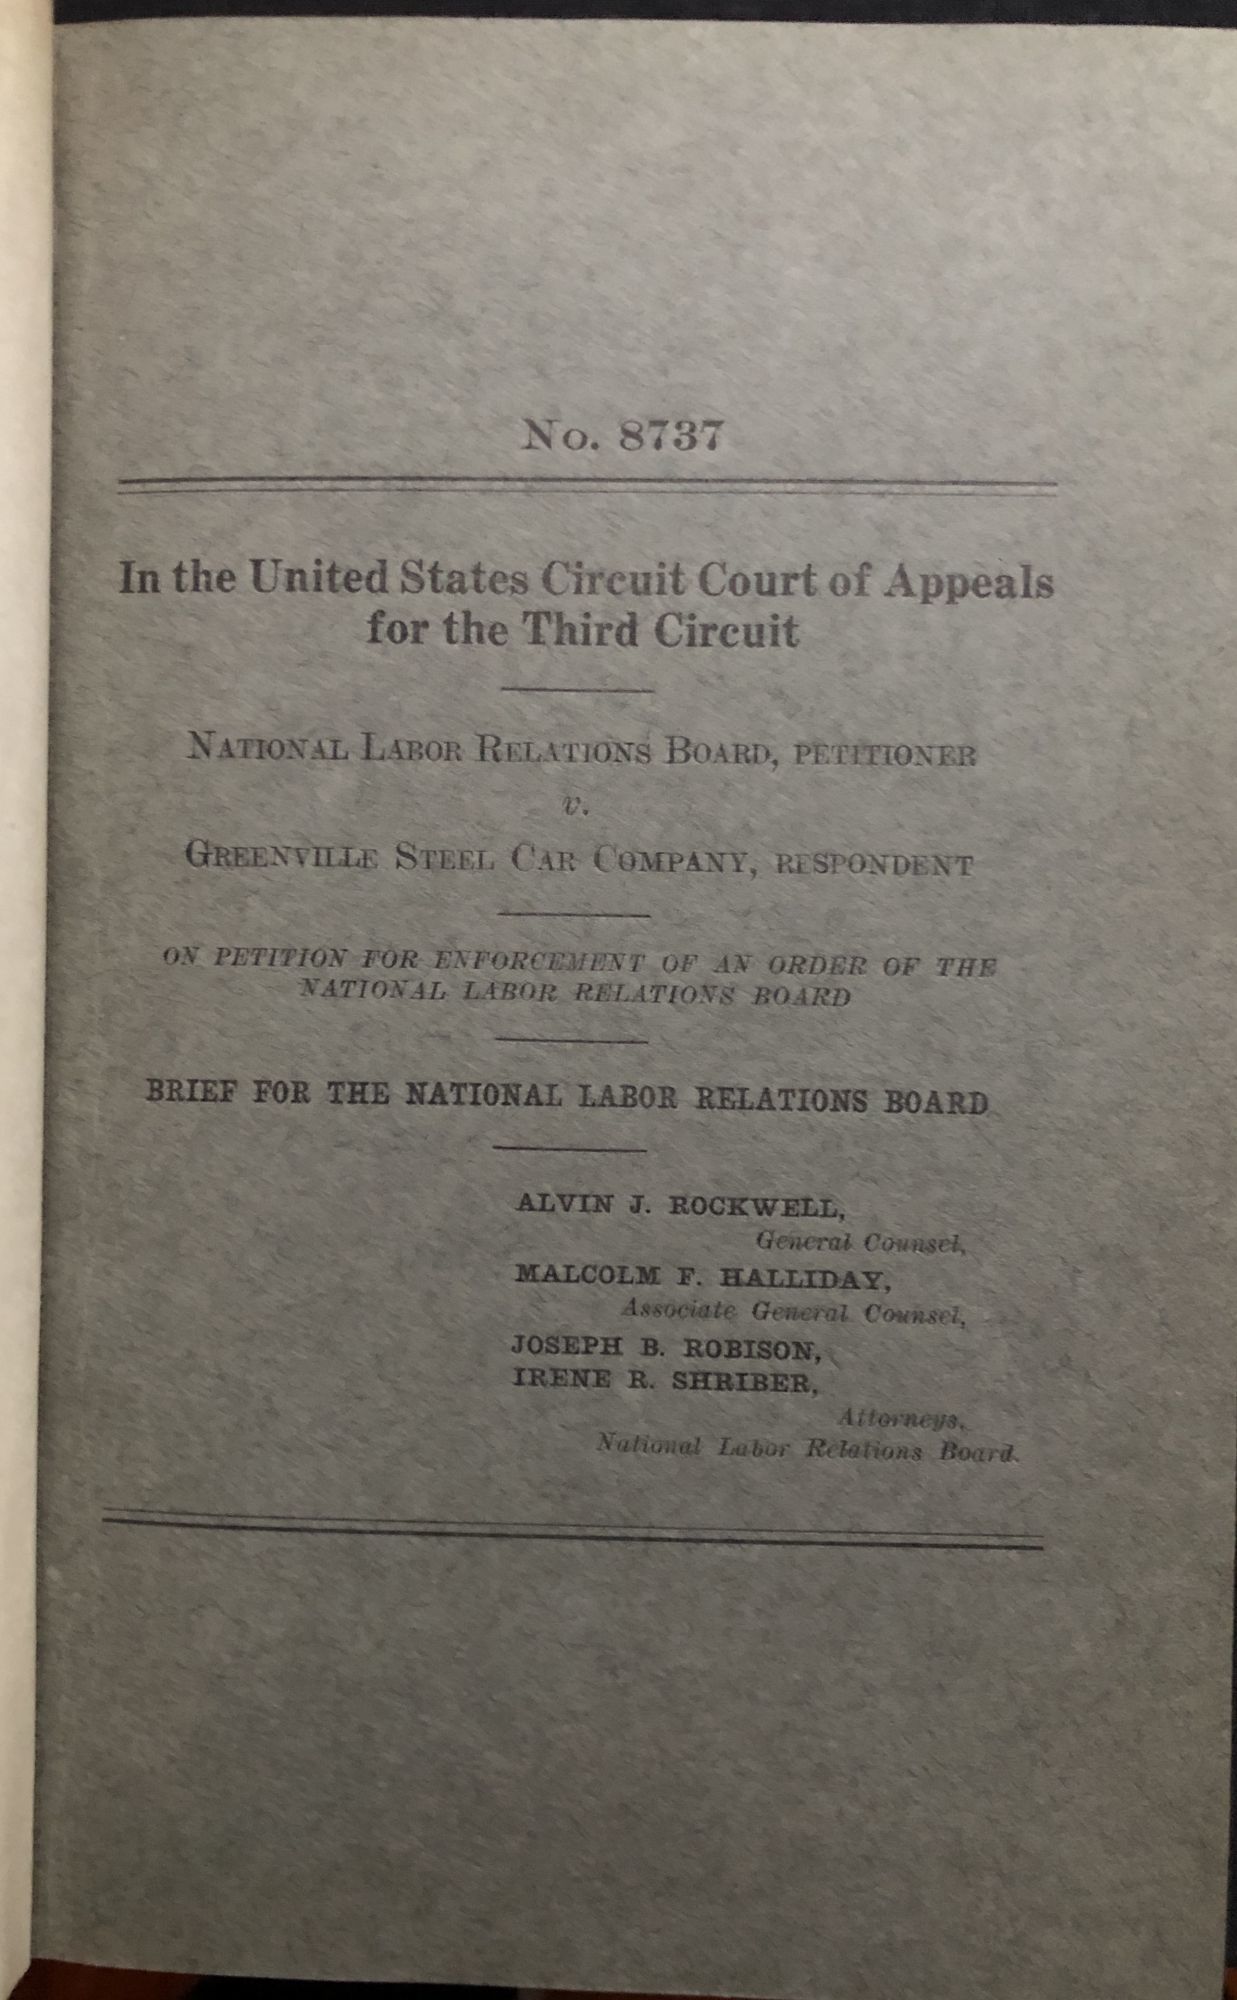 No. 8737
In the United States Circuit Court of Appeals
for the Third Circuit
NATIONAL LABOR RELATIONS BOARD, PETITIONER
v.
GREENVILLE STEEL CAR COMPANY, RESPONDENT
ON PETITION FOR ENFORCEMENT OF AN ORDER OF THE
NATIONAL LABOR RELATIONS BOARD
BRIEF FOR THE NATIONAL LABOR RELATIONS BOARD
ALVIN J. ROCKWELL,
General Counsel,
MALCOLM F. HALLIDAY,
Associate General Counsel,
JOSEPH B. ROBISON,
IRENE R. SHRIBER,
Attorneys,
National Labor Relations Board.